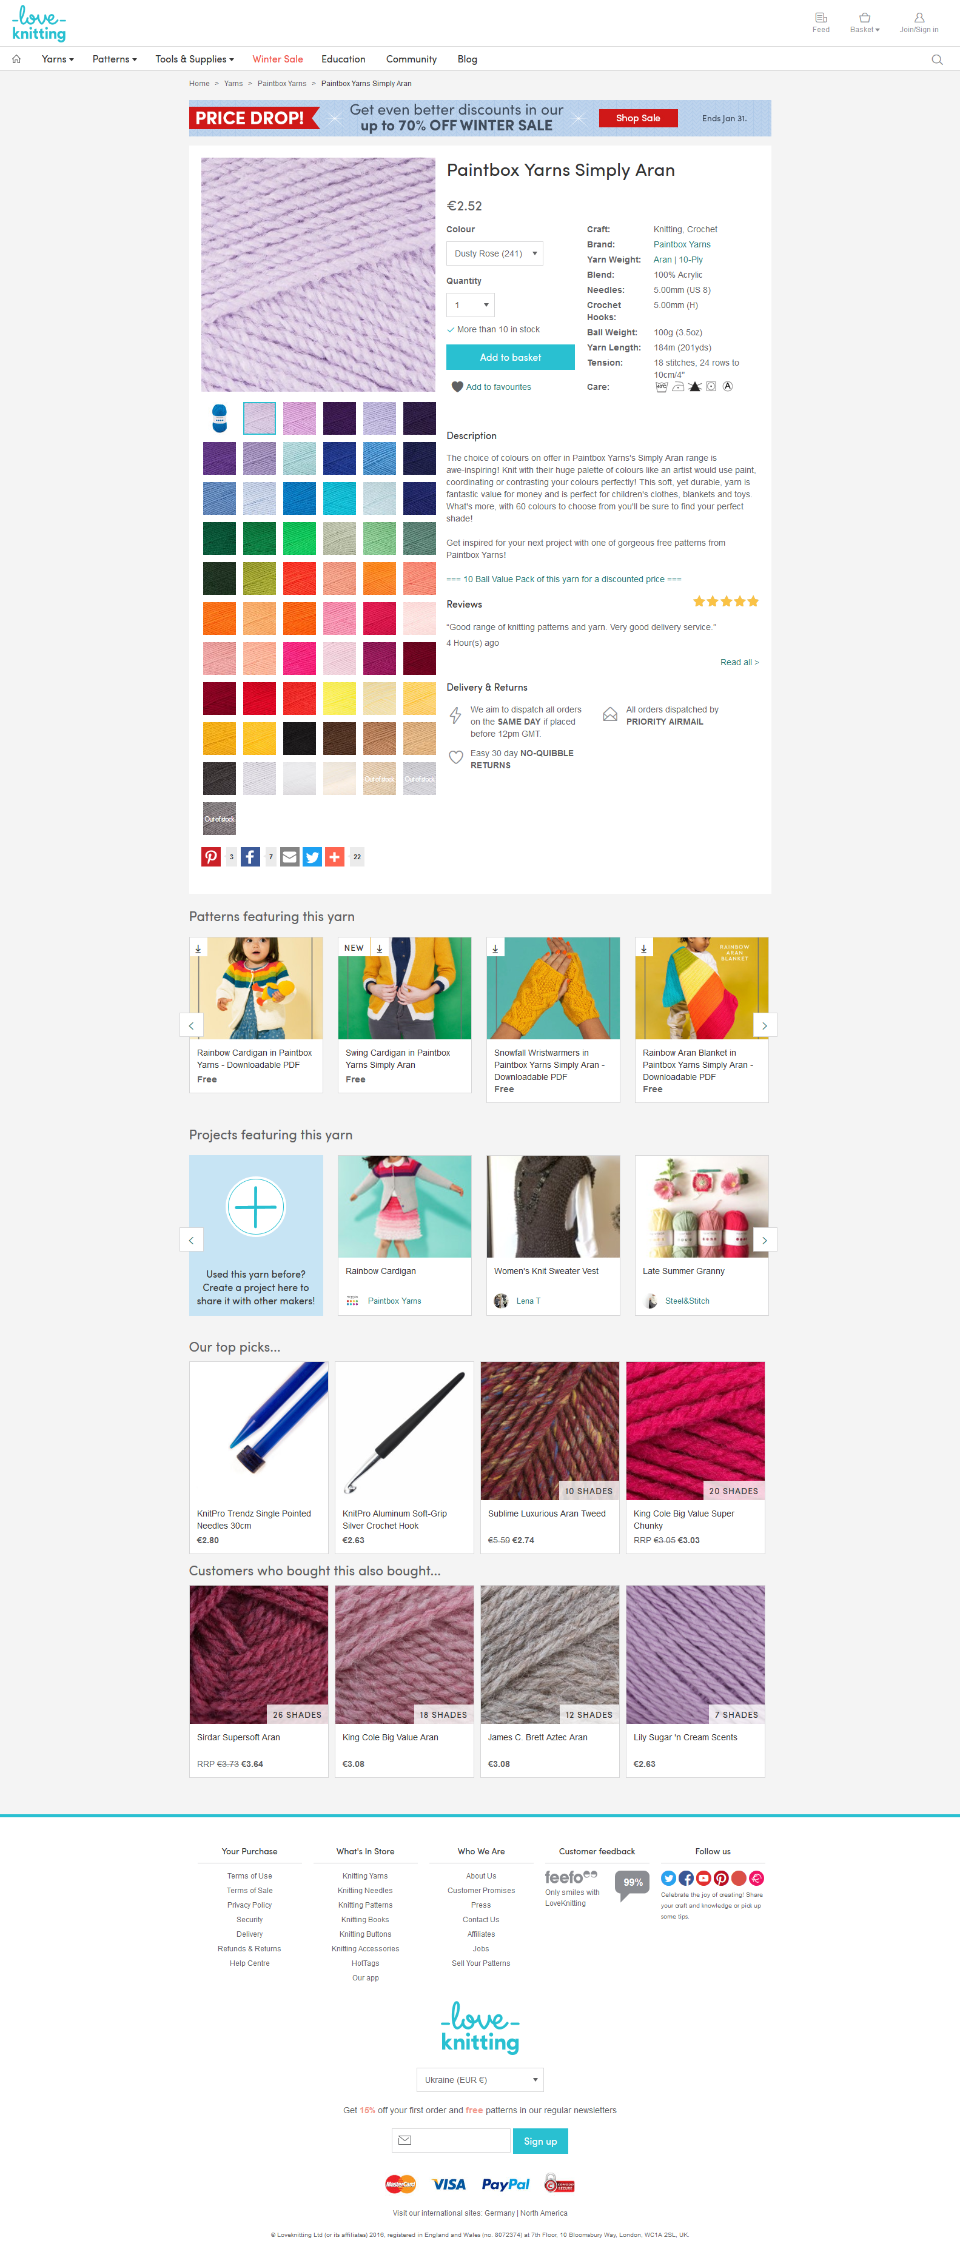 love
knitting
Feed
Basket
Join/Sign in
Yarns
Patterns
Tools & Supplies
Winter Sale
Education
Community
Blog
Home > Yarns > Paintbox Yarns > Paintbox Yarns Simply Aran
PRICE DROP!
Get even better discounts in our
up to 70% OFF WINTER SALE
Shop Sale
Ends Jan 31.
Paintbox Yarns Simply Aran
€2.52
Colour
Dusty Rose (241)
Quantity
1
More than 10 in stock
Add to basket
Add to favourites
Craft: Knitting, Crochet
Brand: Paintbox Yarns
Yarn Weight: Aran | 10-Ply
Blend: 100% Acrylic
Needles: 5.00mm (US 8)
Crochet Hooks: 5.00mm (H)
Ball Weight: 100g (3.5oz)
Yarn Length: 184m (201yds)
Tension: 18 stitches, 24 rows to
10cm/4"
Care:
Description
The choice of colours on offer in Paintbox Yarns's Simply Aran range is
awe-inspiring! Knit with their huge palette of colours like an artist would use paint,
coordinating or contrasting your colours perfectly! This soft, yet durable, yarn is
fantastic value for money and is perfect for children's clothes, blankets and toys.
What's more, with 60 colours to choose from you'll be sure to find your perfect
shade!
Get inspired for your next project with one of gorgeous free patterns from
Paintbox Yarns!
=== 10 Ball Value Pack of this yarn for a discounted price ===
Reviews
"Good range of knitting patterns and yarn. Very good delivery service."
4 Hour(s) ago
Read all >
Delivery & Returns
We aim to dispatch all orders
on the SAME DAY if placed
before 12pm GMT.
All orders dispatched by
PRIORITY AIRMAIL
Easy 30 day NO-QUIBBLE
RETURNS
Out of stock
Out of stock
Out of stock
3
7
22
Patterns featuring this yarn
NEW
RAINBOW
ARAN
BLANKET
Rainbow Cardigan in Paintbox
Yarns - Downloadable PDF
Free
Swing Cardigan in Paintbox
Yarns Simply Aran
Free
Snowfall Wristwarmers in
Paintbox Yarns Simply Aran -
Downloadable PDF
Free
Rainbow Aran Blanket in
Paintbox Yarns Simply Aran -
Downloadable PDF
Free
Projects featuring this yarn
Used this yarn before?
Create a project here to
share it with other makers!
Rainbow Cardigan
Paintbox Yarns
Women's Knit Sweater Vest
Lena T
Late Summer Granny
Steel&Stitch
Our top picks...
KnitPro Trendz Single Pointed
Needles 30cm
€2.80
KnitPro Aluminum Soft-Grip
Silver Crochet Hook
€2.63
10 SHADES
Sublime Luxurious Aran Tweed
€5.59 €2.74
20 SHADES
King Cole Big Value Super
Chunky
RRP €3.05 €3.03
Customers who bought this also bought...
26 SHADES
Sirdar Supersoft Aran
RRP €3.73 €3.64
18 SHADES
King Cole Big Value Aran
€3.08
12 SHADES
James C. Brett Aztec Aran
€3.08
7 SHADES
Lily Sugar 'n Cream Scents
€2.63
Your Purchase
Terms of Use
Terms of Sale
Privacy Policy
Security
Delivery
Refunds & Returns
Help Centre
What's In Store
Knitting Yarns
Knitting Needles
Knitting Patterns
Knitting Books
Knitting Buttons
Knitting Accessories
HotTags
Our app
Who We Are
About Us
Customer Promises
Press
Contact Us
Affiliates
Jobs
Sell Your Patterns
Customer feedback
feefo
99%
Only smiles with
LoveKnitting
Follow us
Celebrate the joy of creating! Share
your craft and knowledge or pick up
some tips.
love
knitting
Ukraine (EUR €)
Get 15% off your first order and free patterns in our regular newsletters
Sign up
MasterCard
VISA
PayPal
Visit our international sites: Germany | North America
© Loveknitting Ltd (or its affiliates) 2016, registered in England and Wales (no. 8072374) at 7th Floor, 10 Bloomsbury Way, London, WC1A 2SL, UK.